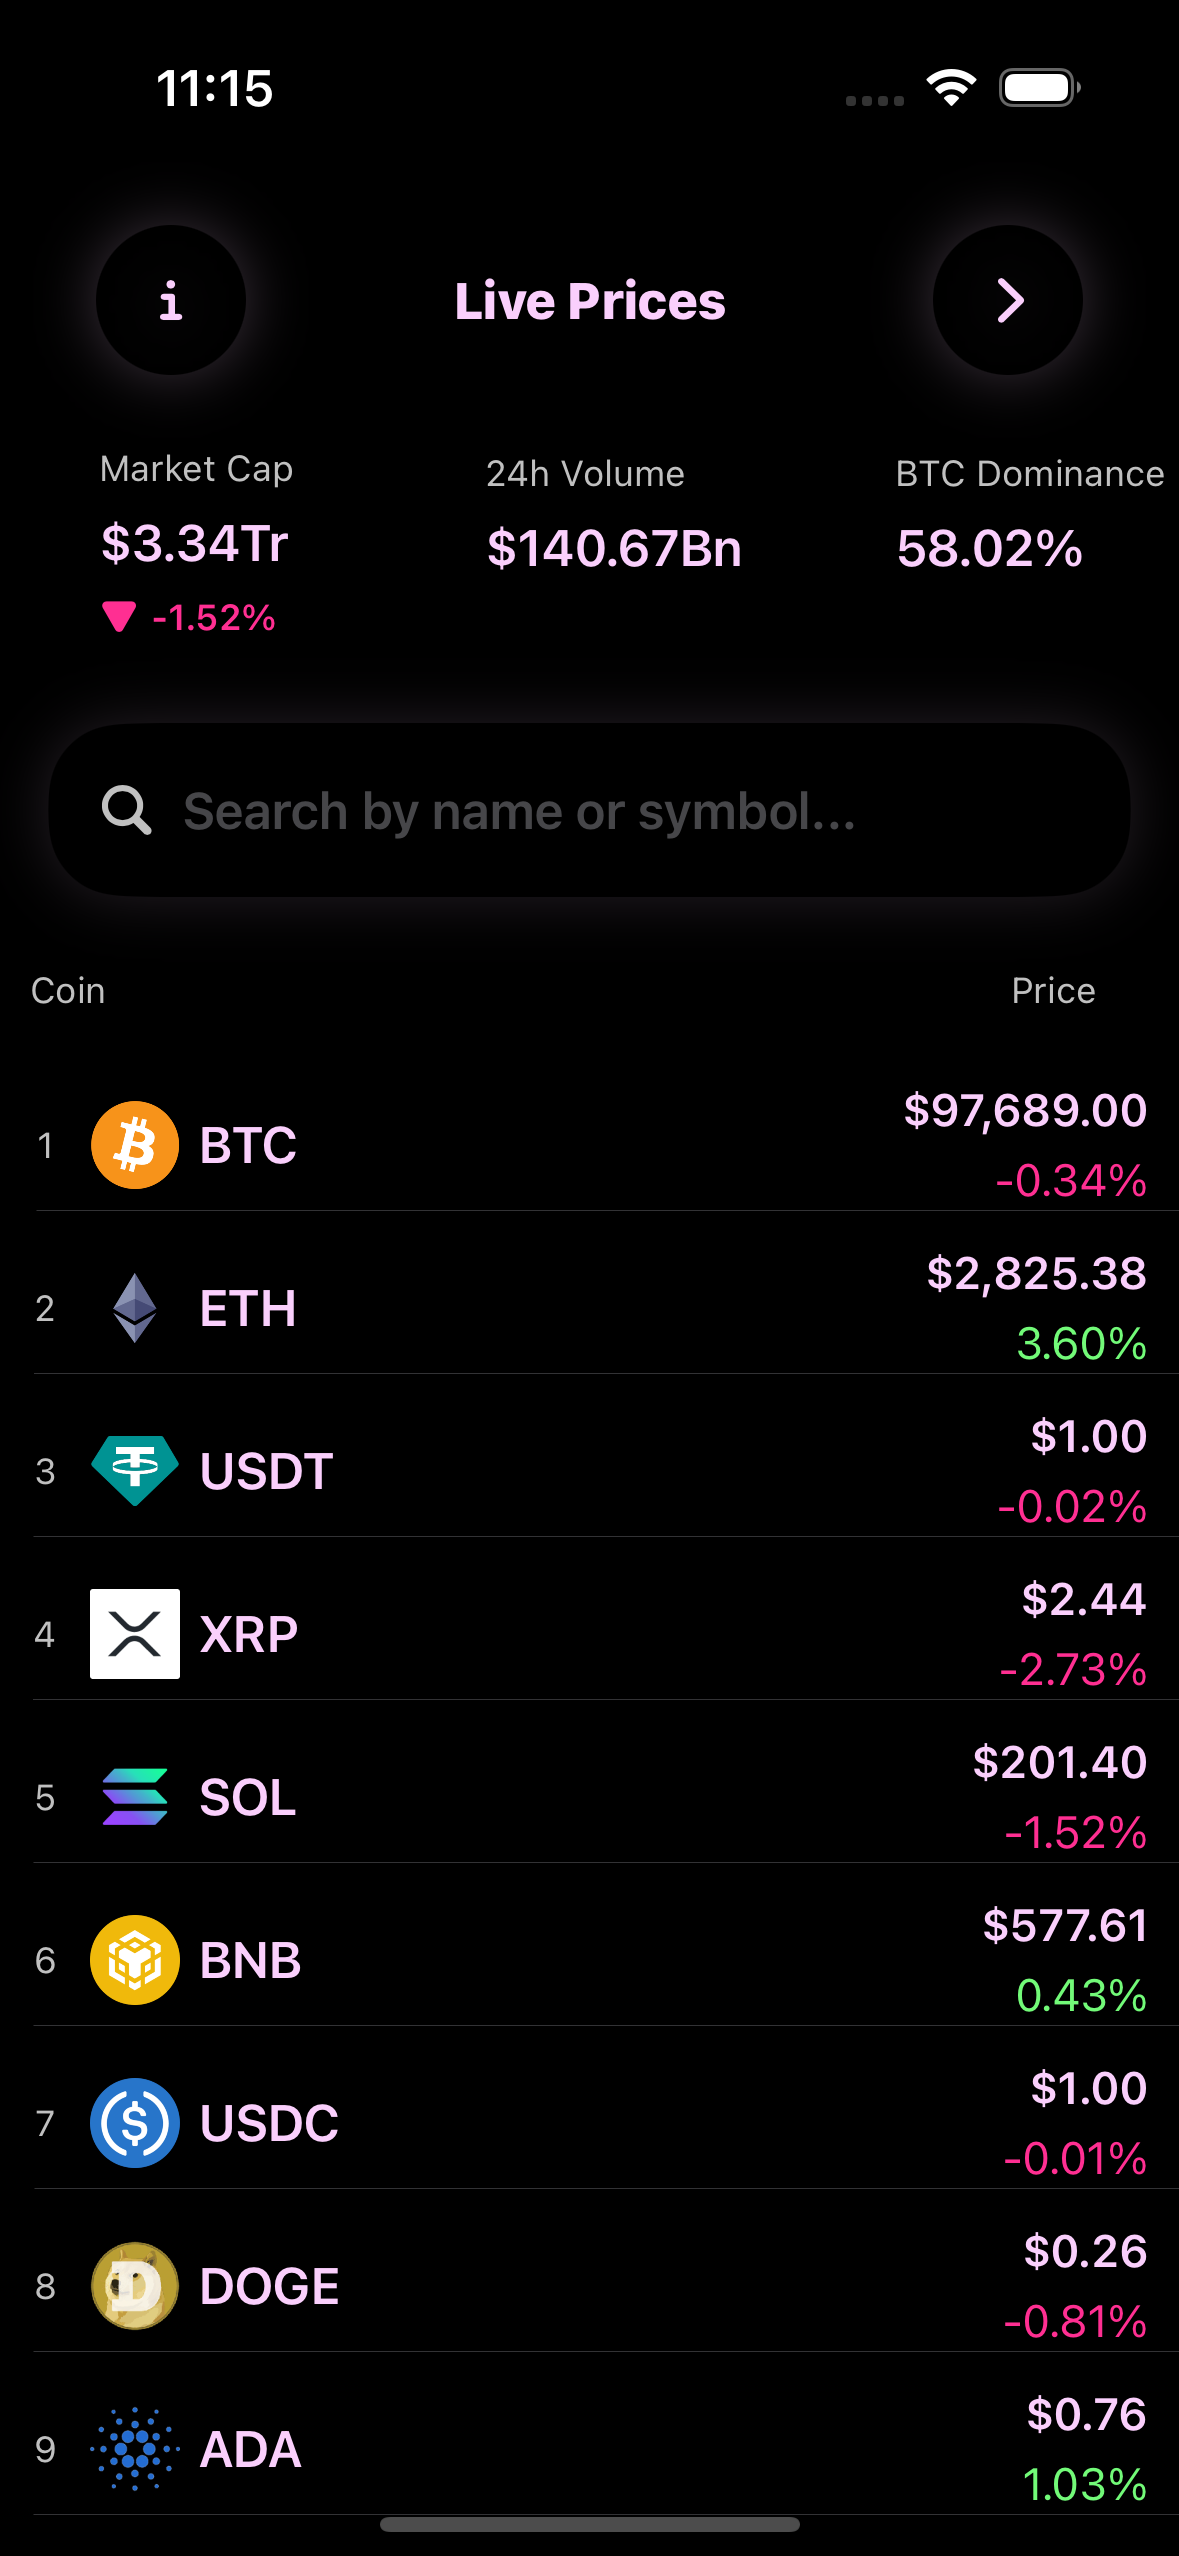 11:15
i
Live Prices
Market Cap
24h Volume
BTC Dominance
$3.34Tr
$140.67Bn
58.02%
-1.52%
Search by name or symbol...
Coin
Price
1 BTC $97,689.00
-0.34%
2 ETH $2,825.38
3.60%
3 USDT $1.00
-0.02%
4 XRP $2.44
-2.73%
5 SOL $201.40
-1.52%
6 BNB $577.61
0.43%
7 USDC $1.00
-0.01%
8 DOGE $0.26
-0.81%
9 ADA $0.76
1.03%